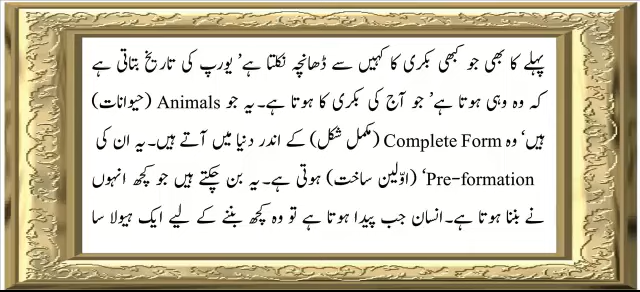 پہلے کا بھی جو کبھی بکری کا کہیں سے ڈھانچہ نکلتا ہے‘ یورپ کی تاریخ بتاتی ہے
کہ وہ وہی ہوتا ہے‘ جو آج کی بکری کا ہوتا ہے۔ یہ جو Animals (حیوانات)
ہیں‘ وہ Complete Form (مکمل شکل) کے اندر دنیا میں آتے ہیں۔ یہ ان کی
Pre-formation‘ (اوّلین ساخت) ہوتی ہے۔ یہ بن چکتے ہیں جو کچھ انہوں
نے بننا ہوتا ہے۔ انسان جب پیدا ہوتا ہے تو وہ کچھ بننے کے لیے ایک ہیولا سا